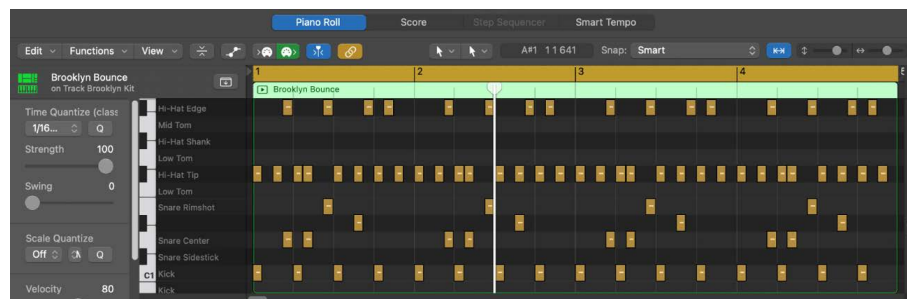 Piano Roll Score Step Sequencer Smart Tempo
Edit Functions View A#1 1 1 641 Snap: Smart
Brooklyn Bounce
on Track Brooklyn Kit
1 2 3 4
Brooklyn Bounce
Time Quantize (class
1/16... Q
Strength 100
Swing 0
Scale Quantize
Off Q
Velocity 80
Hi-Hat Edge
Mid Tom
Hi-Hat Shank
Low Tom
Hi-Hat Tip
Low Tom
Snare Rimshot
Snare Center
Snare Sidestick
C1 Kick
Kick